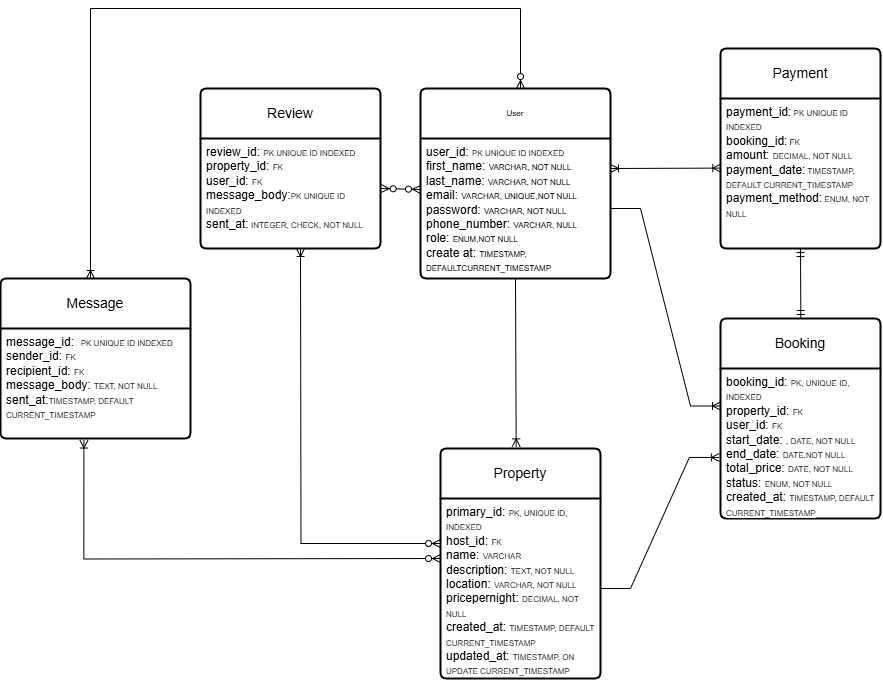 Payment
payment_id: PK UNIQUE ID
INDEXED
booking_id: FK
amount: DECIMAL, NOT NULL
payment_date: TIMESTAMP,
DEFAULT CURRENT_TIMESTAMP
payment_method: ENUM, NOT
NULL
Review
review_id: PK UNIQUE ID INDEXED
property_id: FK
user_id: FK
message_body:PK UNIQUE ID
INDEXED
sent_at: INTEGER, CHECK, NOT NULL
User
user_id: PK UNIQUE ID INDEXED
first_name: VARCHAR, NOT NULL
last_name: VARCHAR, NOT NULL
email: VARCHAR, UNIQUE,NOT NULL
password: VARCHAR, NOT NULL
phone_number: VARCHAR, NULL
role: ENUM,NOT NULL
create at: TIMESTAMP,
DEFAULTCURRENT_TIMESTAMP
Message
message_id: PK UNIQUE ID INDEXED
sender_id: FK
recipient_id: FK
message_body: TEXT, NOT NULL
sent_at:TIMESTAMP, DEFAULT
CURRENT_TIMESTAMP
Booking
booking_id: PK, UNIQUE ID,
INDEXED
property_id: FK
user_id: FK
start_date: , DATE, NOT NULL
end_date: DATE,NOT NULL
total_price: DATE, NOT NULL
status: ENUM, NOT NULL
created_at: TIMESTAMP, DEFAULT
CURRENT_TIMESTAMP
Property
primary_id: PK, UNIQUE ID,
INDEXED
host_id: FK
name: VARCHAR
description: TEXT, NOT NULL
location: VARCHAR, NOT NULL
pricepernight: DECIMAL, NOT
NULL
created_at: TIMESTAMP, DEFAULT
CURRENT_TIMESTAMP
updated_at: TIMESTAMP, ON
UPDATE CURRENT_TIMESTAMP